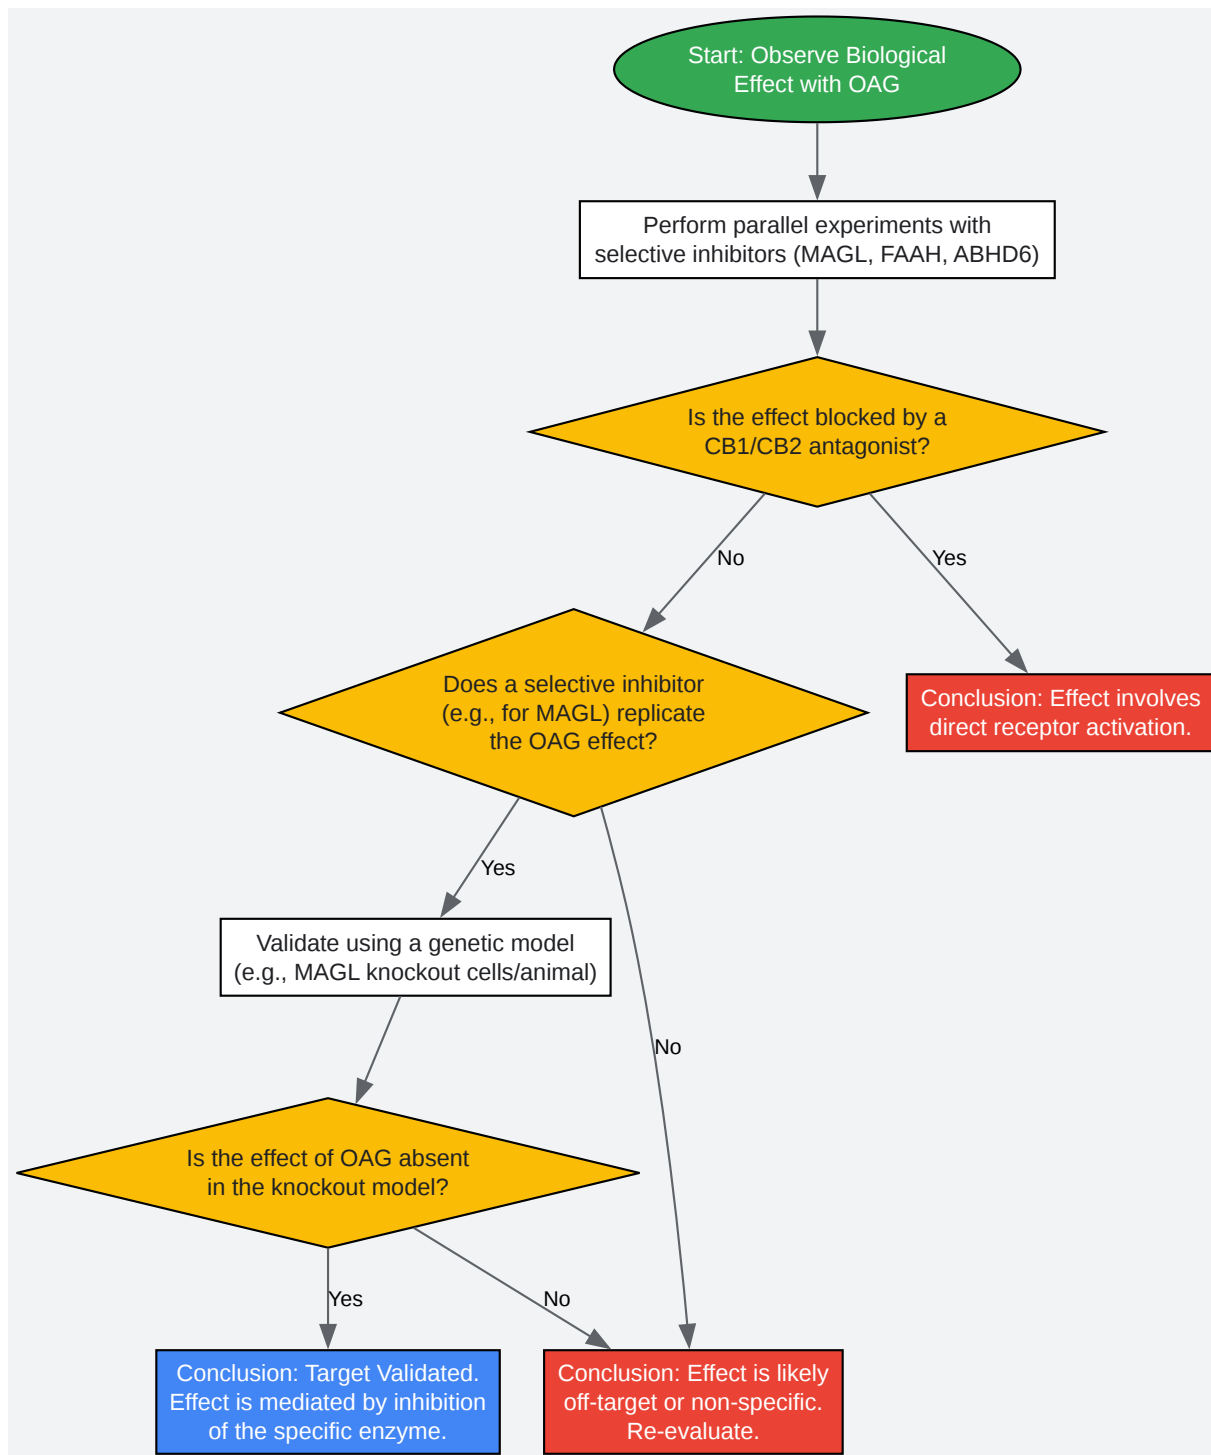 Start: Observe Biological
Effect with OAG
Perform parallel experiments with
selective inhibitors (MAGL, FAAH, ABHD6)
Is the effect blocked by a
CB1/CB2 antagonist?
No
Yes
Does a selective inhibitor
(e.g., for MAGL) replicate
the OAG effect?
Conclusion: Effect involves
direct receptor activation.
Yes
Validate using a genetic model
(e.g., MAGL knockout cells/animal)
No
Is the effect of OAG absent
in the knockout model?
Yes
No
Conclusion: Target Validated.
Effect is mediated by inhibition
of the specific enzyme.
Conclusion: Effect is likely
off-target or non-specific.
Re-evaluate.